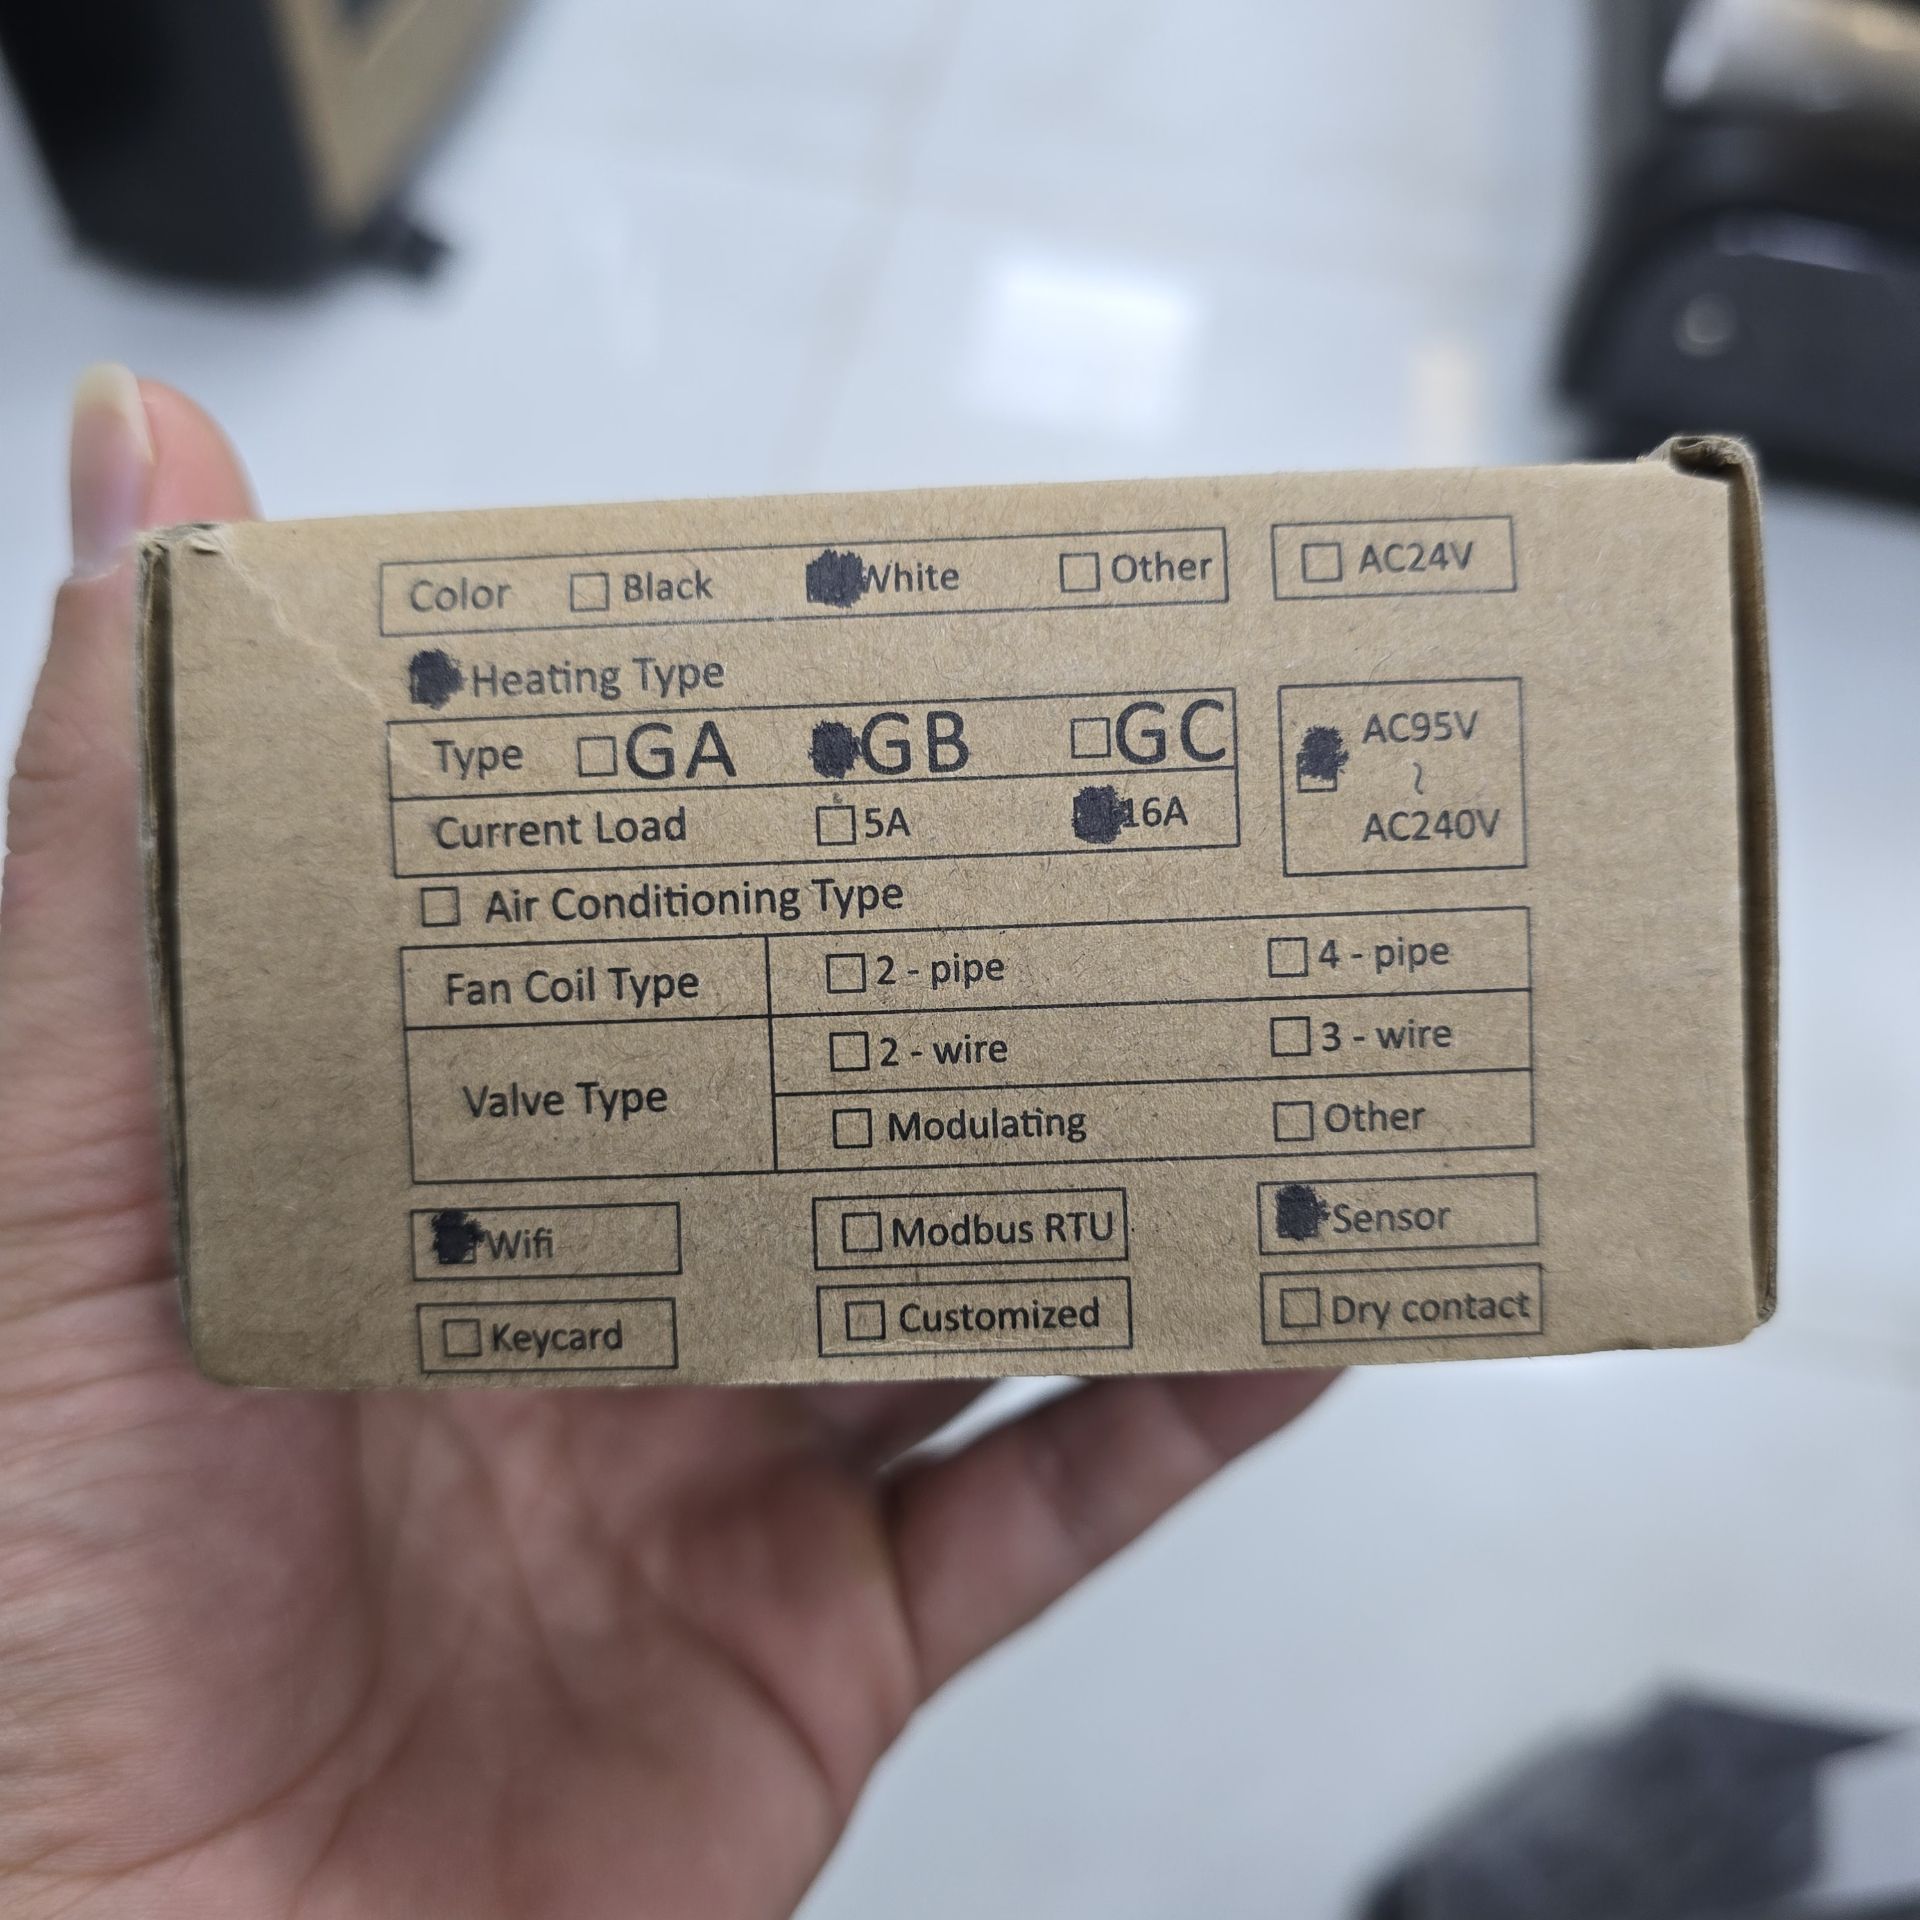 Color □ Black ■ White □ Other □ AC24V
■ Heating Type
Type □ GA ■ GB □ GC
■ AC95V ~ AC240V
Current Load □ 5A ■ 16A
□ Air Conditioning Type
Fan Coil Type □ 2 - pipe □ 4 - pipe
Valve Type □ 2 - wire □ 3 - wire
□ Modulating □ Other
■ Wifi □ Modbus RTU ■ Sensor
□ Keycard □ Customized □ Dry contact